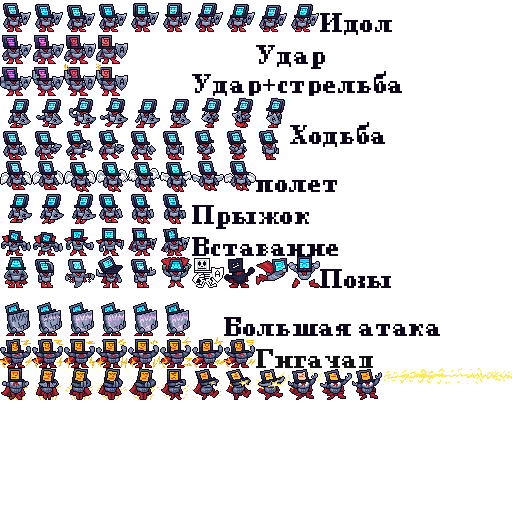 Идол
Удар
Удар+стрельба
Ходьба
полет
Прыжок
Вставание
Позы
Большая атака
Гигачад